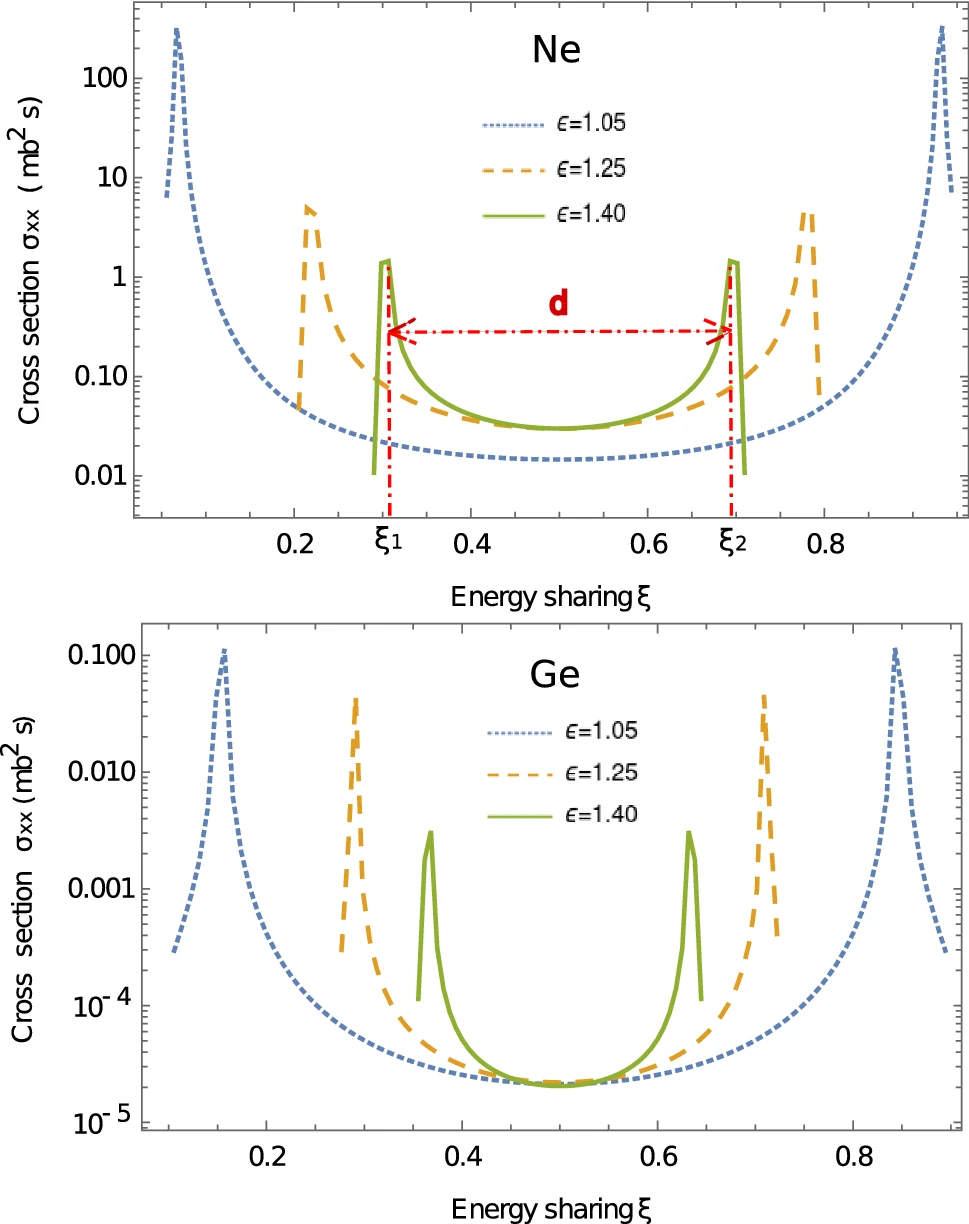 Ne
100
10
1
0.10
0.01
Cross section σxx (mb² s)
ϵ=1.05
ϵ=1.25
ϵ=1.40
d
0.2
ξ1
0.4
0.6
ξ2
0.8
Energy sharing ξ
Ge
0.100
0.010
0.001
10⁻⁴
10⁻⁵
Cross section σxx (mb² s)
ϵ=1.05
ϵ=1.25
ϵ=1.40
0.2
0.4
0.6
0.8
Energy sharing ξ